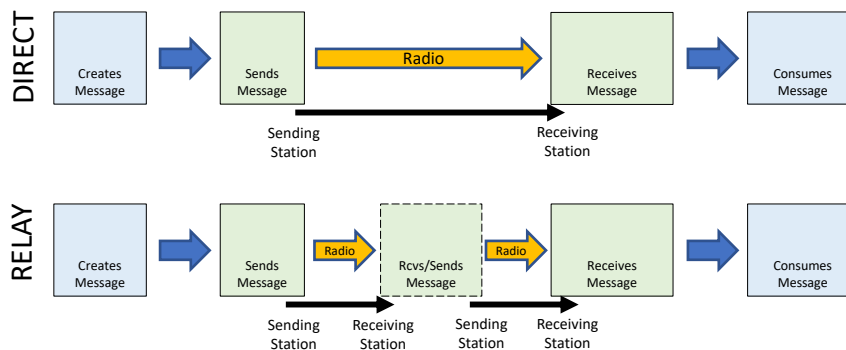 DIRECT
Creates
Message
Sends
Message
Radio
Receives
Message
Consumes
Message
Sending
Station
Receiving
Station
RELAY
Creates
Message
Sends
Message
Radio
Rcvs/Sends
Message
Radio
Receives
Message
Consumes
Message
Sending
Station
Receiving
Station
Sending
Station
Receiving
Station